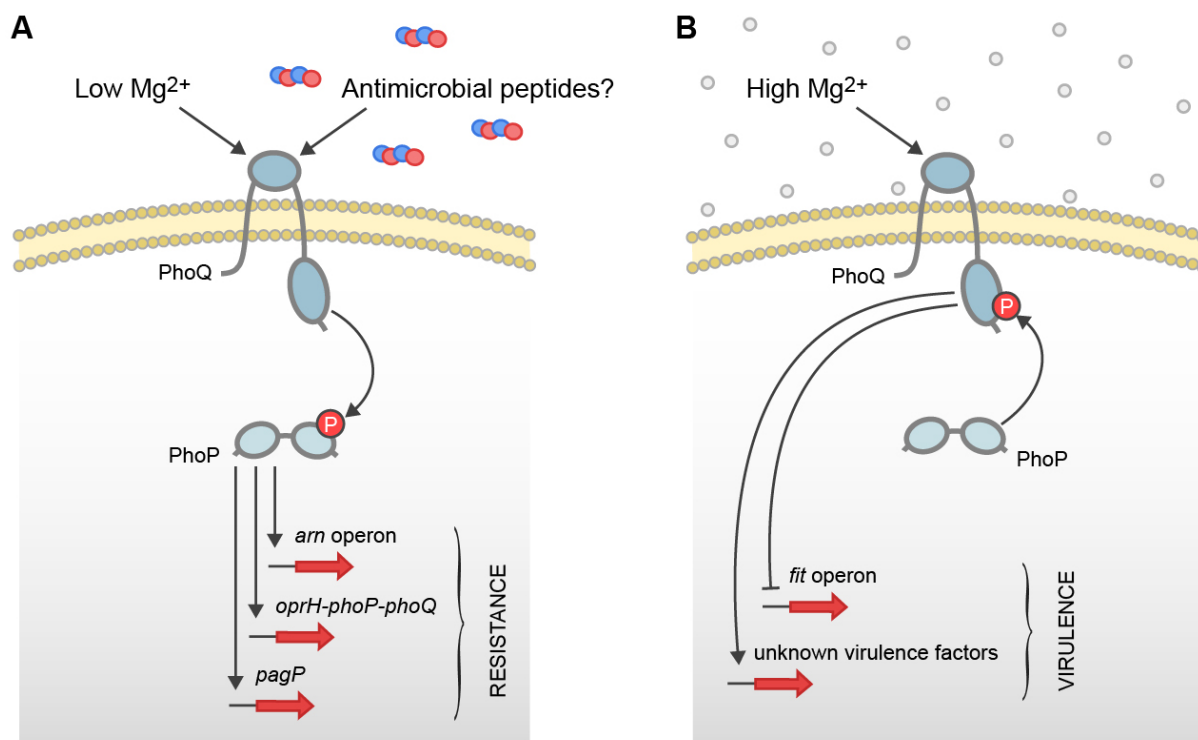 A
Low Mg²⁺
Antimicrobial peptides?
PhoQ
P
PhoP
arn operon
oprH-phoP-phoQ
pagP
RESISTANCE
B
High Mg²⁺
PhoQ
P
PhoP
fit operon
unknown virulence factors
VIRULENCE